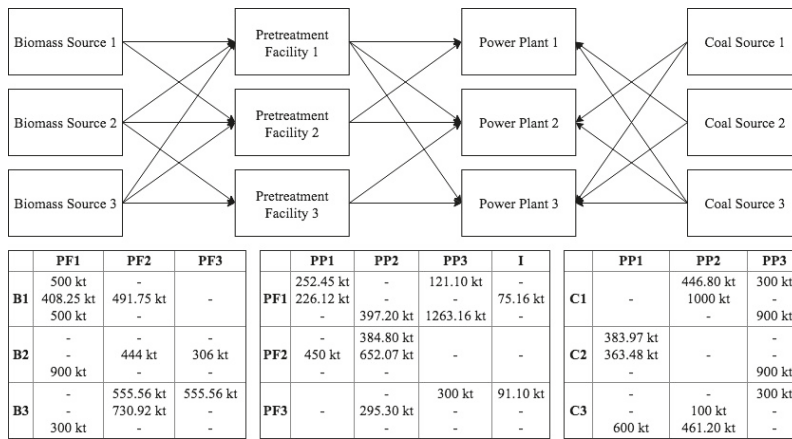 Biomass Source 1
Pretreatment
Facility 1
Power Plant 1
Coal Source 1
Biomass Source 2
Pretreatment
Facility 2
Power Plant 2
Coal Source 2
Biomass Source 3
Pretreatment
Facility 3
Power Plant 3
Coal Source 3
PF1 PF2 PF3
500 kt - -
B1 408.25 kt 491.75 kt -
500 kt -
- - -
B2 - 444 kt 306 kt
900 kt - -
- 555.56 kt 555.56 kt
B3 - 730.92 kt -
300 kt - -
PP1 PP2 PP3 I
252.45 kt - 121.10 kt -
PF1 226.12 kt - - 75.16 kt
- 397.20 kt 1263.16 kt -
- 384.80 kt
PF2 450 kt 652.07 kt - -
- -
- 300 kt 91.10 kt
PF3 - 295.30 kt - -
- - -
PP1 PP2 PP3
446.80 kt 300 kt
C1 - 1000 kt -
- 900 kt
383.97 kt -
C2 363.48 kt - -
- 900 kt
- - 300 kt
C3 - 100 kt -
600 kt 461.20 kt -